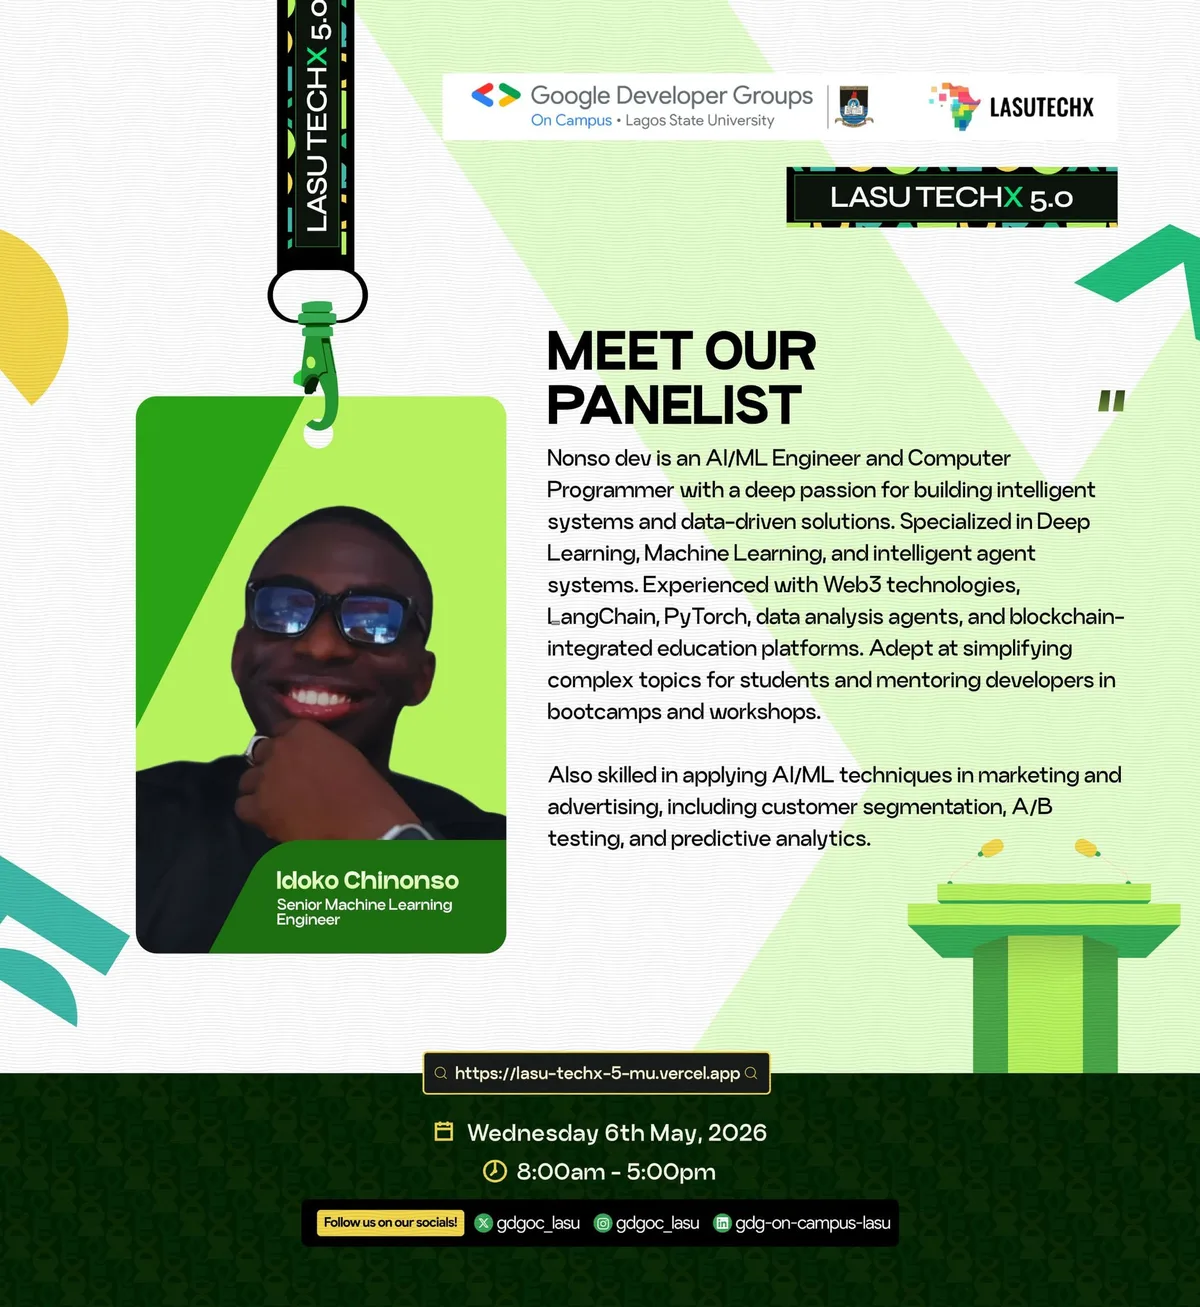 LASU TECHX 5.0
Google Developer Groups
On Campus • Lagos State University
LASUTECHX
LASU TECHX 5.0
MEET OUR
PANELIST
"
Nonso dev is an AI/ML Engineer and Computer
Programmer with a deep passion for building intelligent
systems and data-driven solutions. Specialized in Deep
Learning, Machine Learning, and intelligent agent
systems. Experienced with Web3 technologies,
LangChain, PyTorch, data analysis agents, and blockchain-
integrated education platforms. Adept at simplifying
complex topics for students and mentoring developers in
bootcamps and workshops.
Also skilled in applying AI/ML techniques in marketing and
advertising, including customer segmentation, A/B
testing, and predictive analytics.
Idoko Chinonso
Senior Machine Learning
Engineer
https://lasu-techx-5-mu.vercel.app
Wednesday 6th May, 2026
8:00am - 5:00pm
Follow us on our socials! gdgoc_lasu gdgoc_lasu gdg-on-campus-lasu